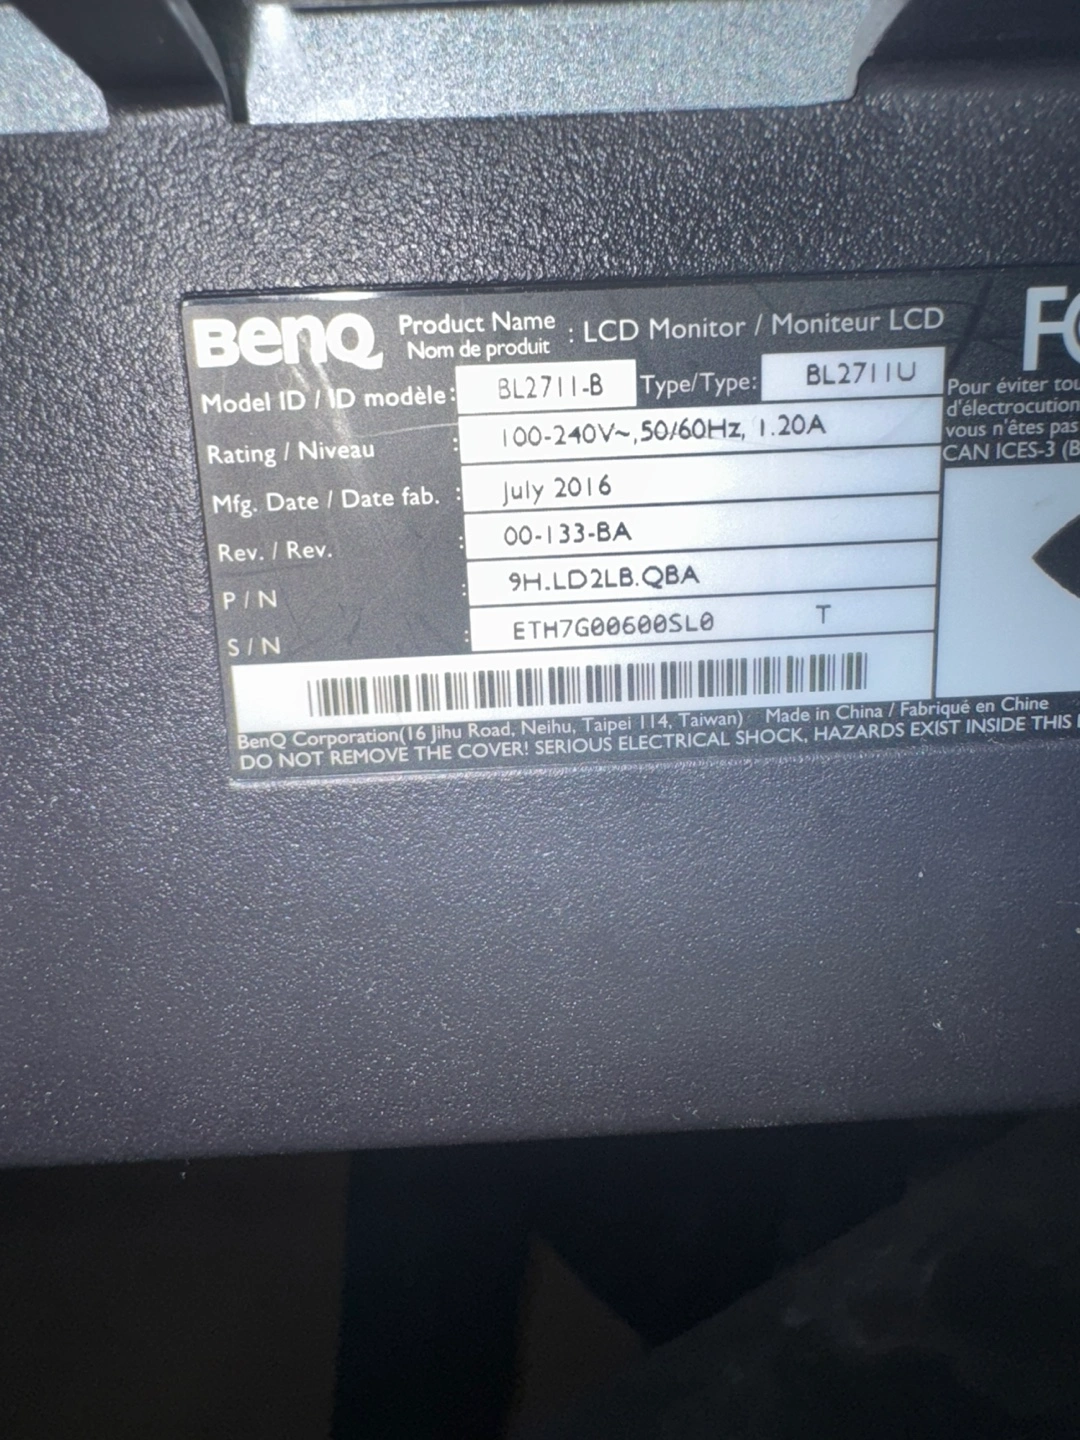 BenQ
Product Name : LCD Monitor / Moniteur LCD
Nom de produit
Model ID / ID modèle: BL2711-B Type/Type: BL2711U
Rating / Niveau : 100-240V~,50/60Hz, 1.20A
Mfg. Date / Date fab. : July 2016
Rev. / Rev. : 00-133-BA
P / N : 9H.LD2LB.QBA
S / N : ETH7G00600SL0 T
BenQ Corporation(16 Jihu Road, Neihu, Taipei 114, Taiwan) Made in China / Fabriqué en Chine
DO NOT REMOVE THE COVER! SERIOUS ELECTRICAL SHOCK. HAZARDS EXIST INSIDE THIS
Pour éviter tou
d'électrocution
vous n'êtes pas
CAN ICES-3 (B